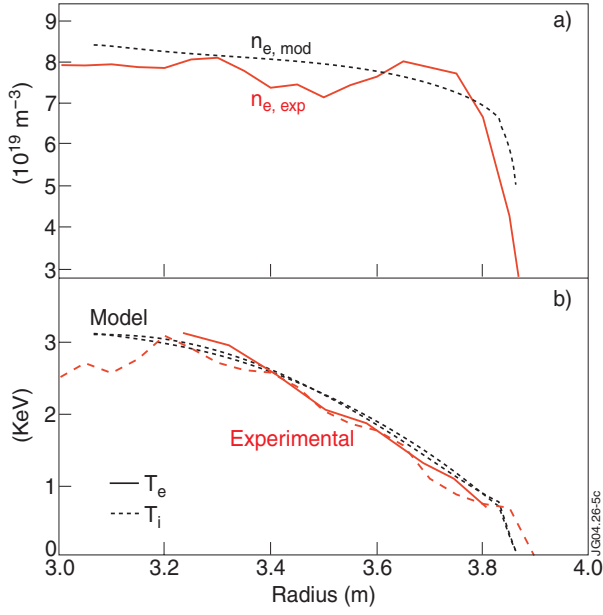 a)
9
n_e, mod
8
7
n_e, exp
6
5
4
3
(10^19 m^−3)
b)
Model
3
2
(KeV)
Experimental
1
T_e
T_i
0
3.0 3.2 3.4 3.6 3.8 4.0
Radius (m)
JG04.26-5c